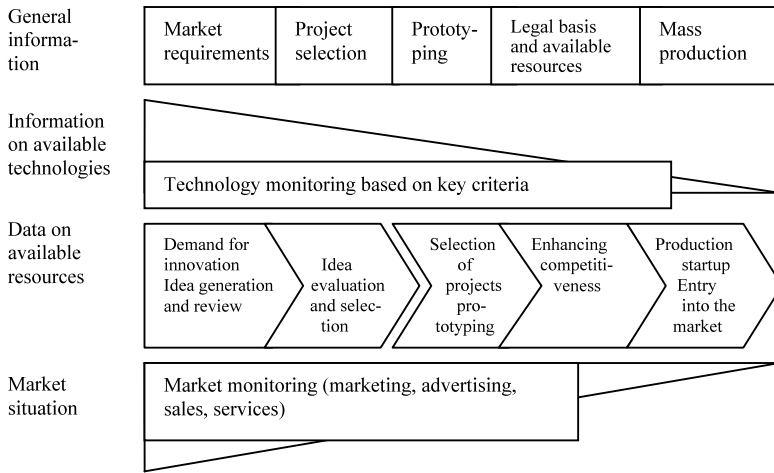 General
informa-
tion
Market
requirements
Project
selection
Prototy-
ping
Legal basis
and available
resources
Mass
production
Information
on available
technologies
Technology monitoring based on key criteria
Data on
available
resources
Demand for
innovation
Idea generation
and review
Idea
evaluation
and selec-
tion
Selection
of
projects
pro-
totyping
Enhancing
competiti-
veness
Production
startup
Entry
into the
market
Market
situation
Market monitoring (marketing, advertising,
sales, services)